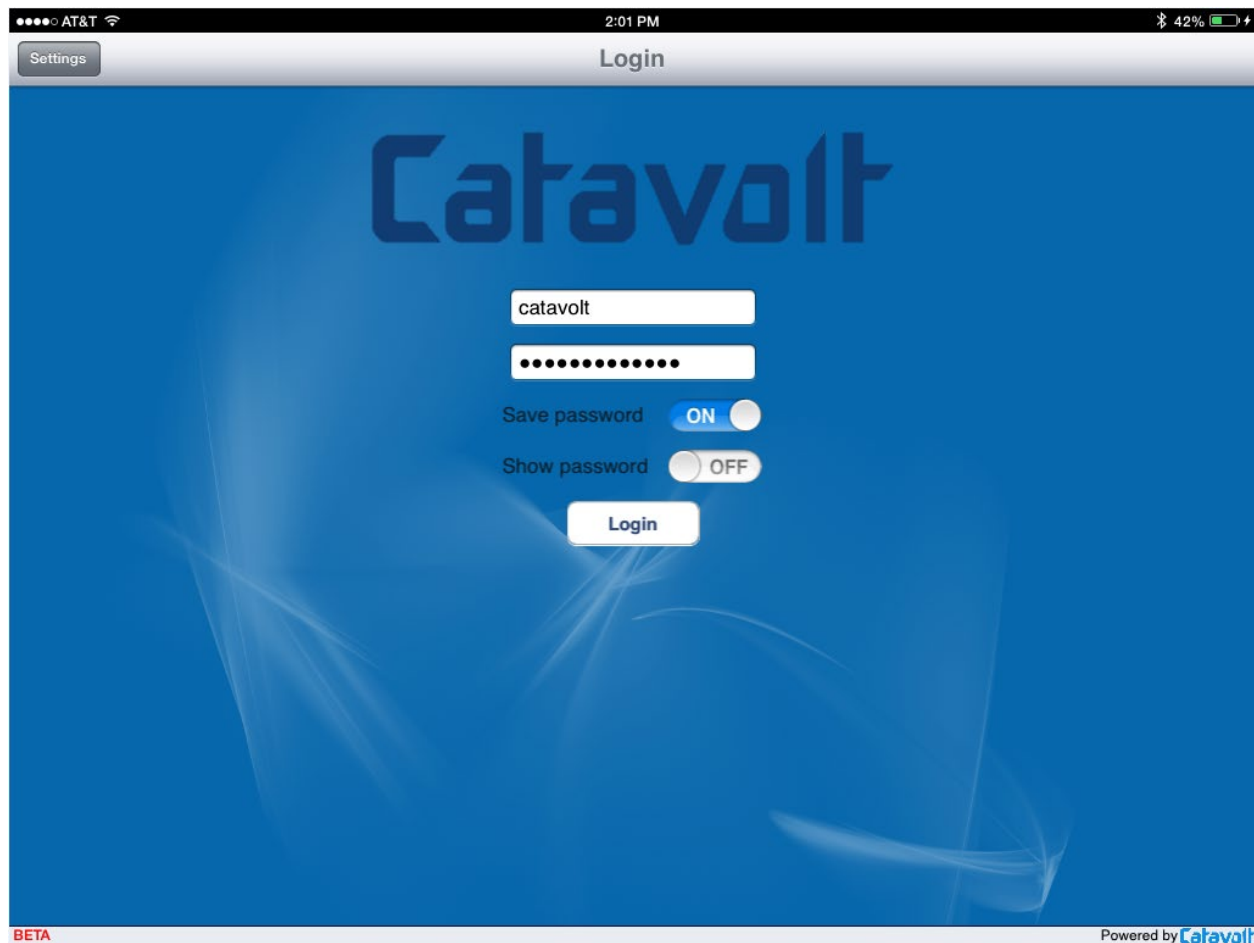 AT&T 2:01 PM 42%
Settings Login
Catavolt
catavolt
●●●●●●●●●●●●●
Save password ON
Show password OFF
Login
BETA Powered by Catavolt